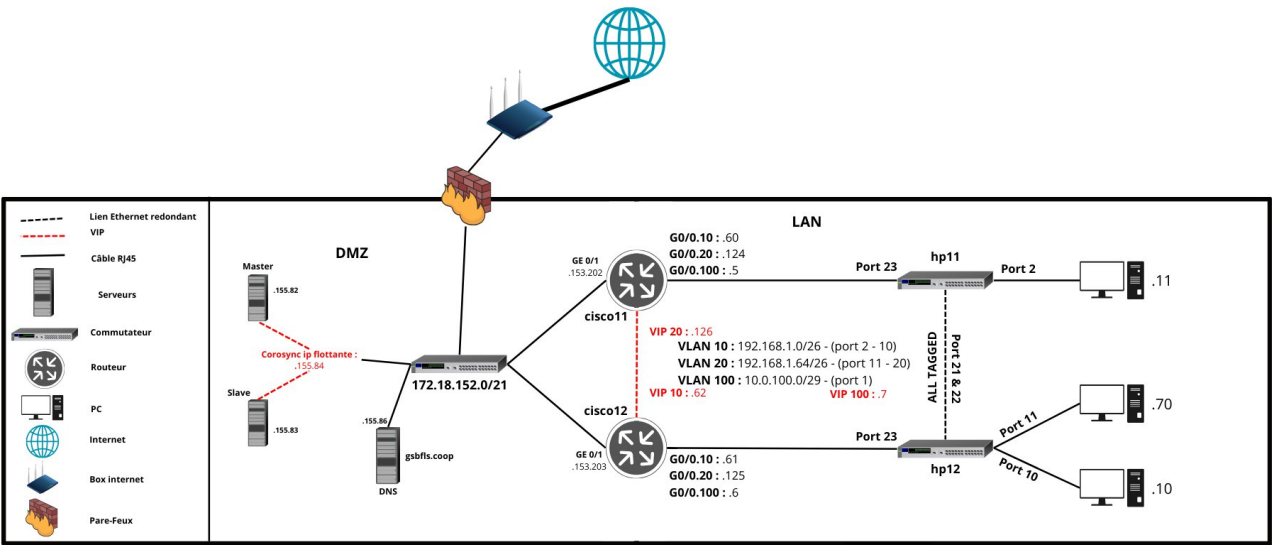 Lien Ethernet redondant
VIP
Câble RJ45
Serveurs
Commutateur
Routeur
PC
Internet
Box internet
Pare-Feux
DMZ
Master
.155.82
Corosync ip flottante :
.155.84
Slave
.155.83
172.18.152.0/21
.155.86
gsbfls.coop
DNS
LAN
GE 0/1
.153.202
cisco11
G0/0.10 : .60
G0/0.20 : .124
G0/0.100 : .5
VIP 20 : .126
VLAN 10 : 192.168.1.0/26 - (port 2 - 10)
VLAN 20 : 192.168.1.64/26 - (port 11 - 20)
VLAN 100 : 10.0.100.0/29 - (port 1)
VIP 10 : .62
VIP 100 : .7
cisco12
GE 0/1
.153.203
G0/0.10 : .61
G0/0.20 : .125
G0/0.100 : .6
Port 23
hp11
Port 2
.11
ALL TAGGED
Port 21 & 22
Port 23
hp12
Port 11
.70
Port 10
.10